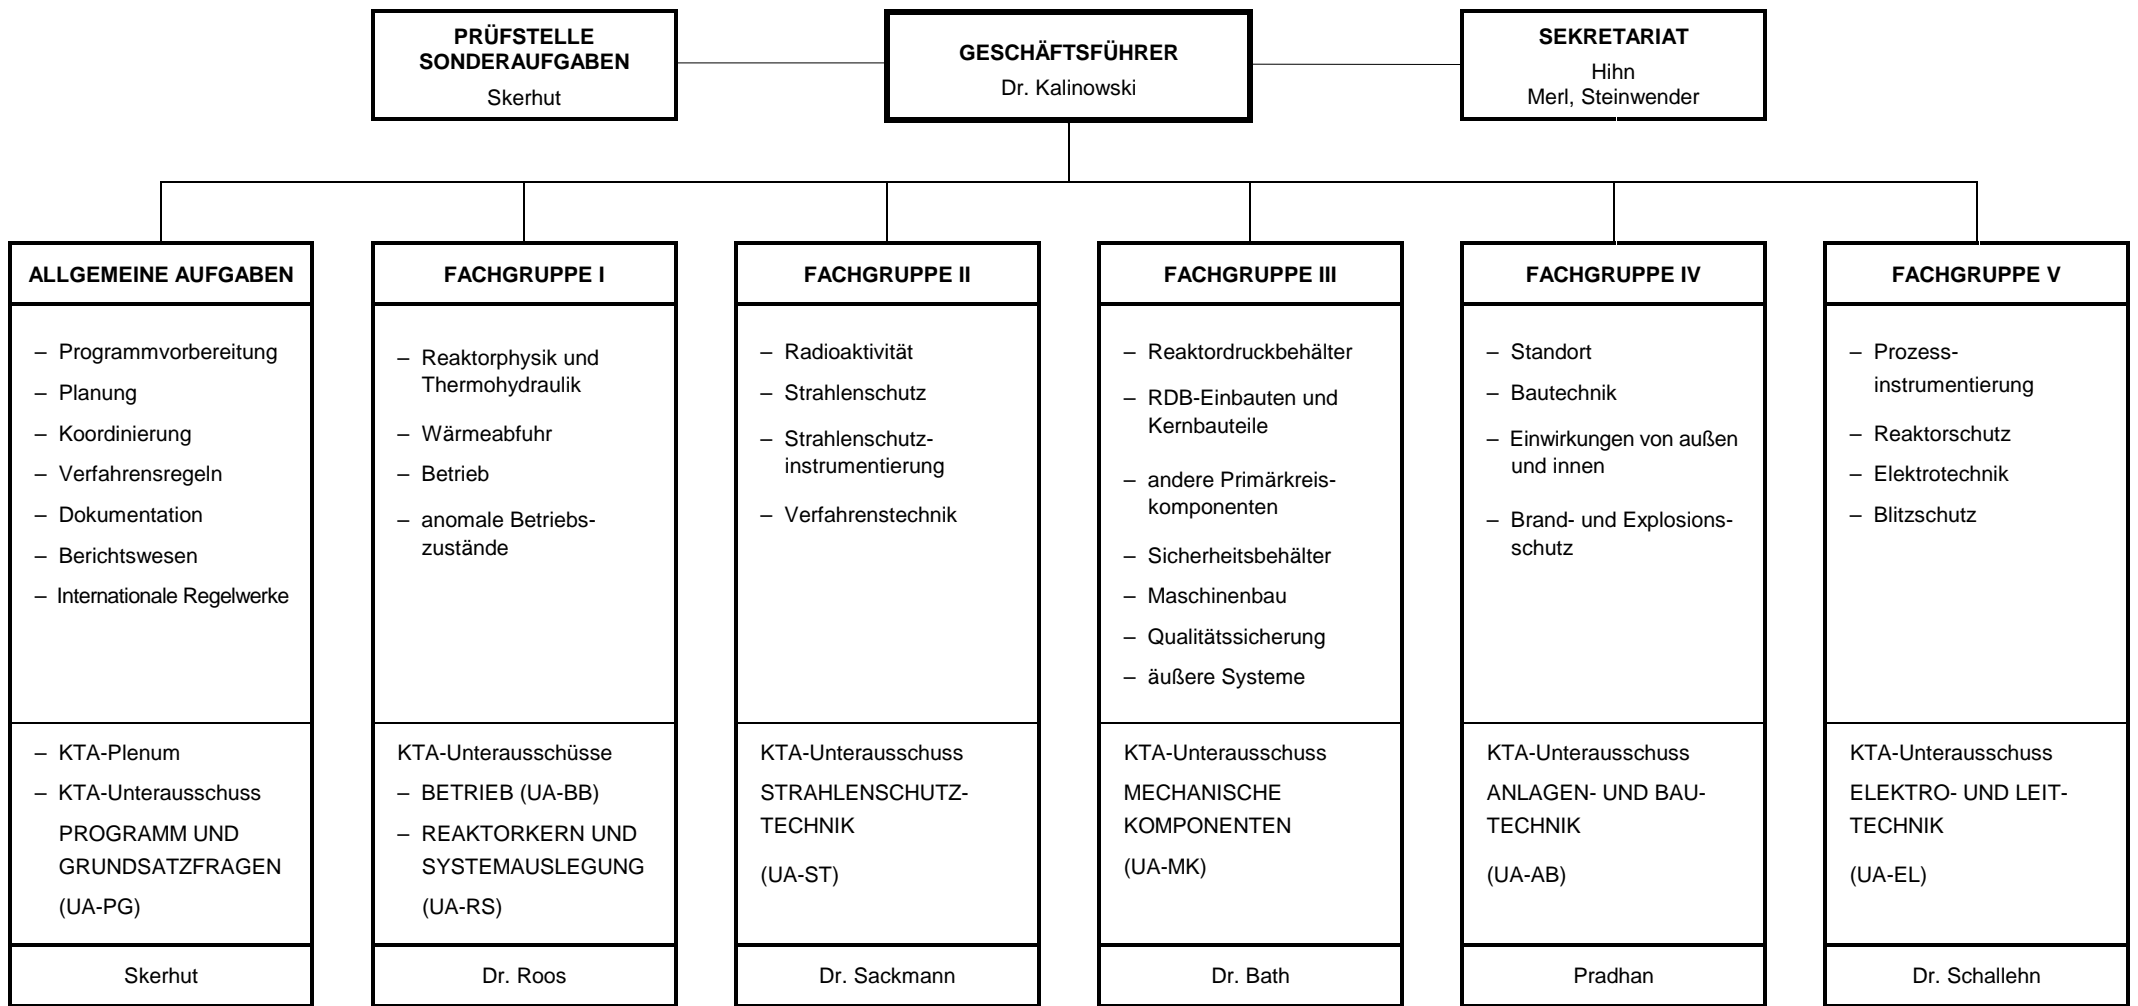 PRÜFSTELLE
SONDERAUFGABEN
Skerhut
GESCHÄFTSFÜHRER
Dr. Kalinowski
SEKRETARIAT
Hihn
Merl, Steinwender
ALLGEMEINE AUFGABEN
– Programmvorbereitung
– Planung
– Koordinierung
– Verfahrensregeln
– Dokumentation
– Berichtswesen
– Internationale Regelwerke
– KTA-Plenum
– KTA-Unterausschuss
PROGRAMM UND
GRUNDSATZFRAGEN
(UA-PG)
Skerhut
FACHGRUPPE I
– Reaktorphysik und
Thermohydraulik
– Wärmeabfuhr
– Betrieb
– anomale Betriebs-
zustände
KTA-Unterausschüsse
– BETRIEB (UA-BB)
– REAKTORKERN UND
SYSTEMAUSLEGUNG
(UA-RS)
Dr. Roos
FACHGRUPPE II
– Radioaktivität
– Strahlenschutz
– Strahlenschutz-
instrumentierung
– Verfahrenstechnik
KTA-Unterausschuss
STRAHLENSCHUTZ-
TECHNIK
(UA-ST)
Dr. Sackmann
FACHGRUPPE III
– Reaktordruckbehälter
– RDB-Einbauten und
Kernbauteile
– andere Primärkreis-
komponenten
– Sicherheitsbehälter
– Maschinenbau
– Qualitätssicherung
– äußere Systeme
KTA-Unterausschuss
MECHANISCHE
KOMPONENTEN
(UA-MK)
Dr. Bath
FACHGRUPPE IV
– Standort
– Bautechnik
– Einwirkungen von außen
und innen
– Brand- und Explosions-
schutz
KTA-Unterausschuss
ANLAGEN- UND BAU-
TECHNIK
(UA-AB)
Pradhan
FACHGRUPPE V
– Prozess-
instrumentierung
– Reaktorschutz
– Elektrotechnik
– Blitzschutz
KTA-Unterausschuss
ELEKTRO- UND LEIT-
TECHNIK
(UA-EL)
Dr. Schallehn